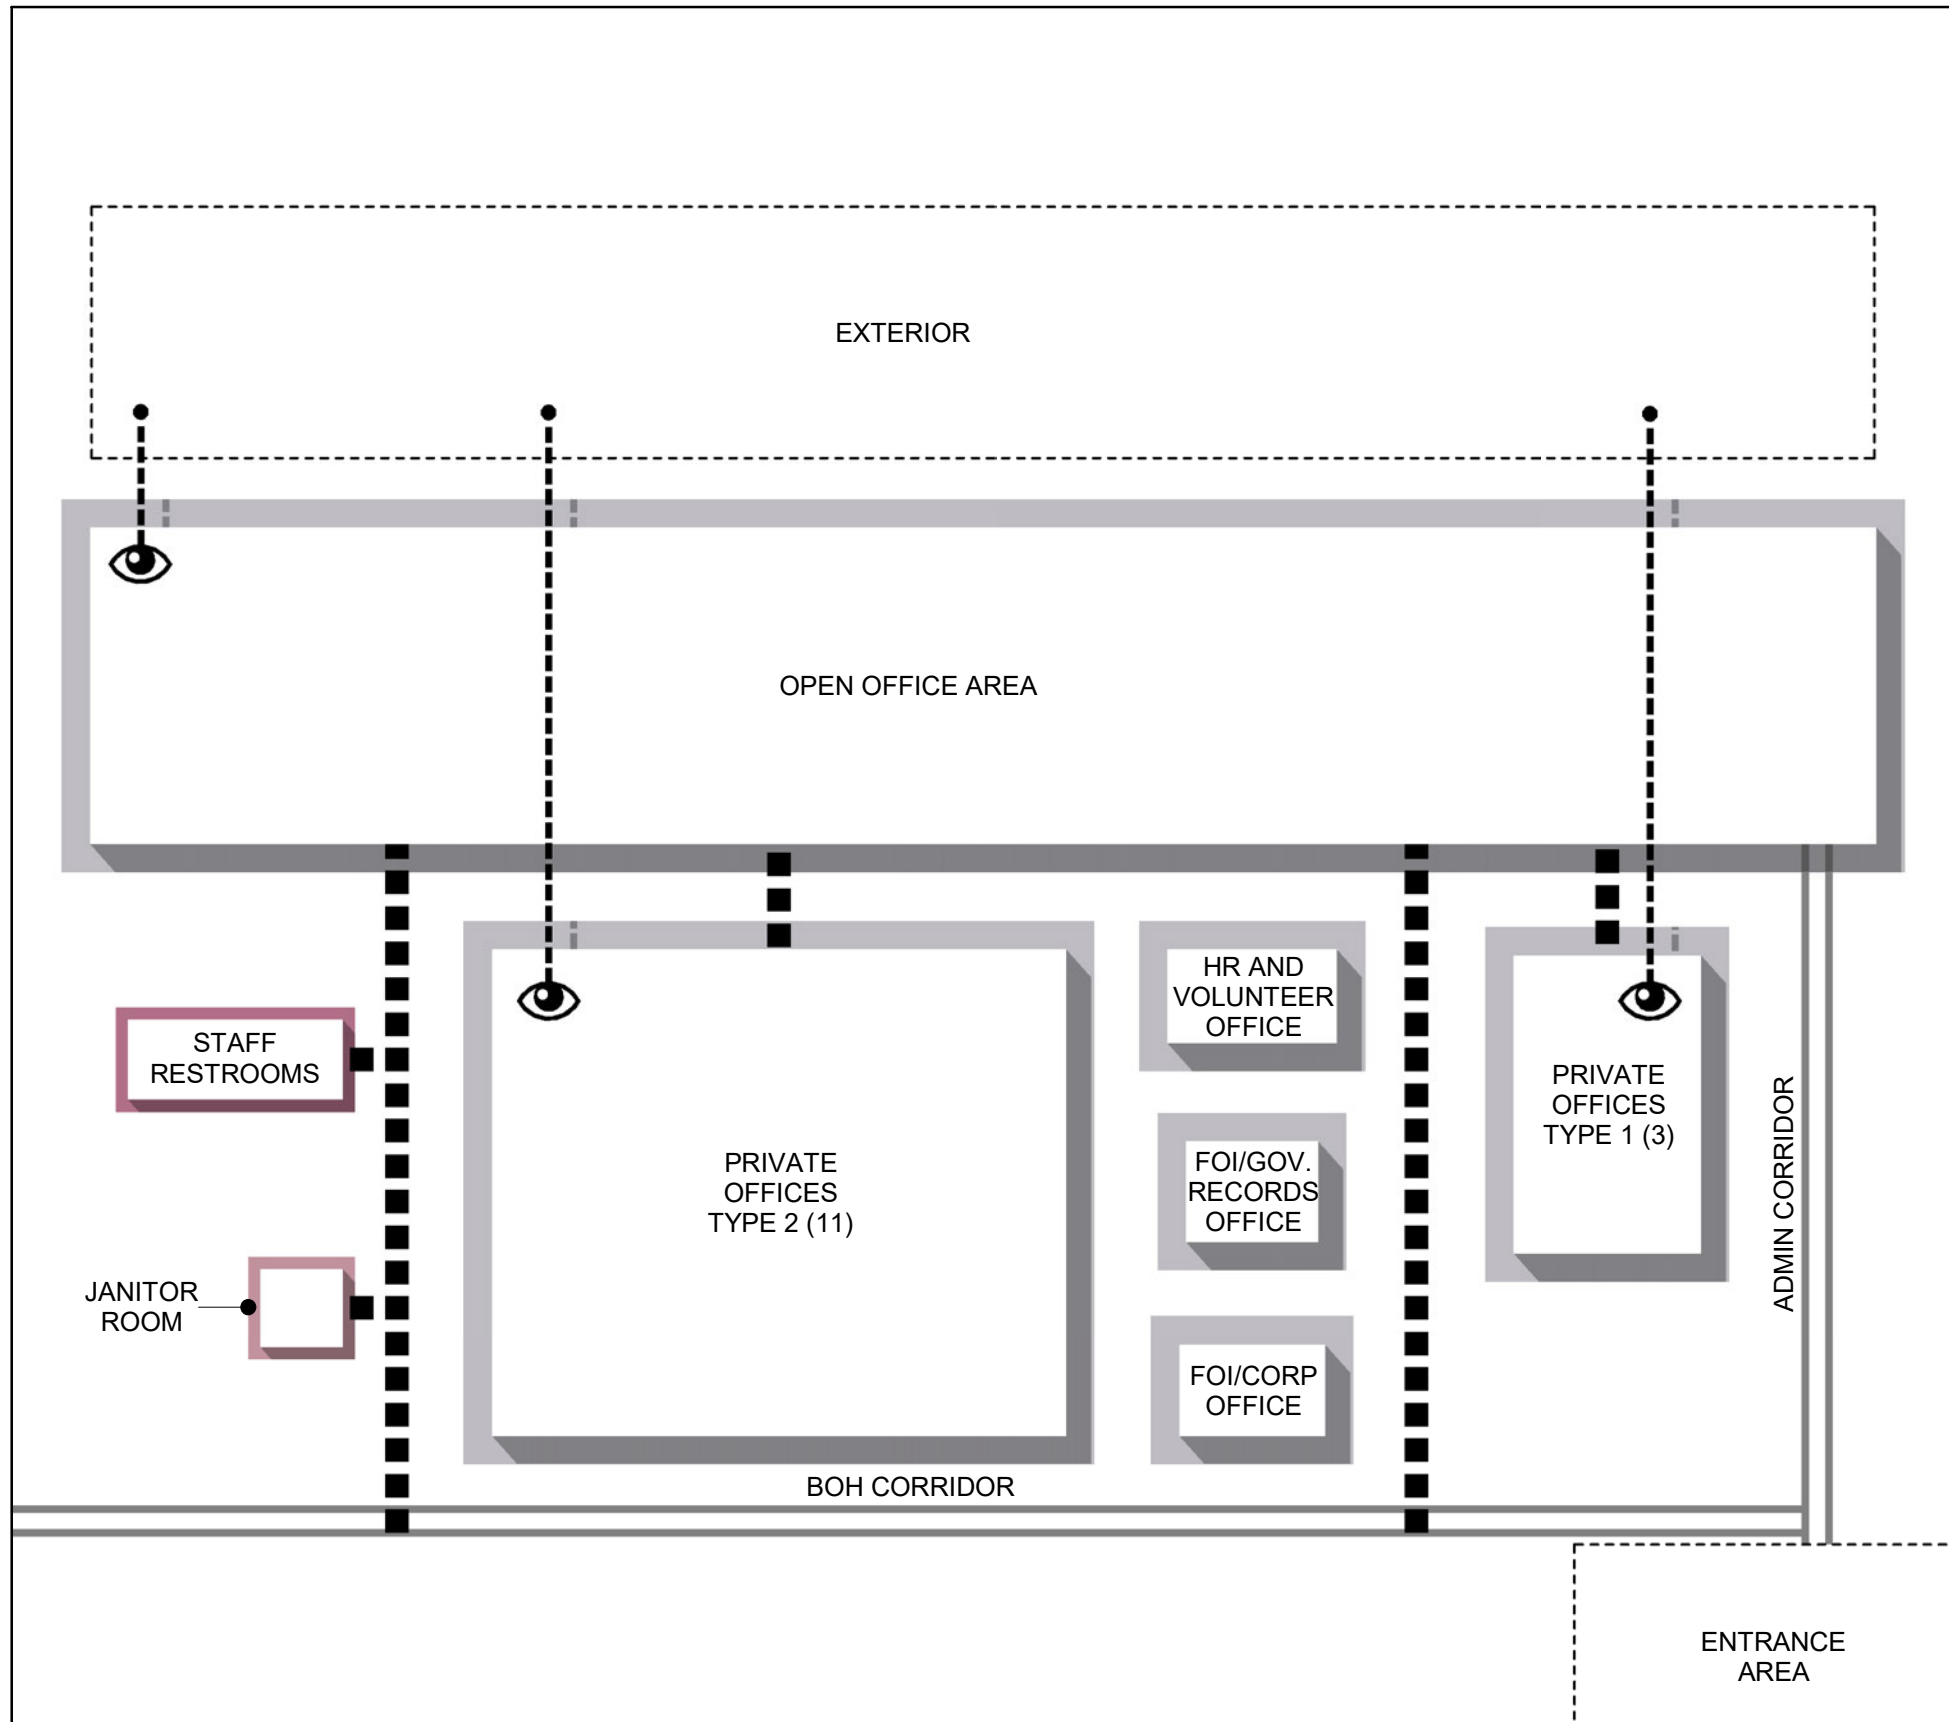 EXTERIOR
OPEN OFFICE AREA
HR AND
VOLUNTEER
OFFICE
STAFF
RESTROOMS
PRIVATE
OFFICES
TYPE 1 (3)
PRIVATE
OFFICES
TYPE 2 (11)
FOI/GOV.
RECORDS
OFFICE
ADMIN CORRIDOR
JANITOR
ROOM
FOI/CORP
OFFICE
BOH CORRIDOR
ENTRANCE
AREA